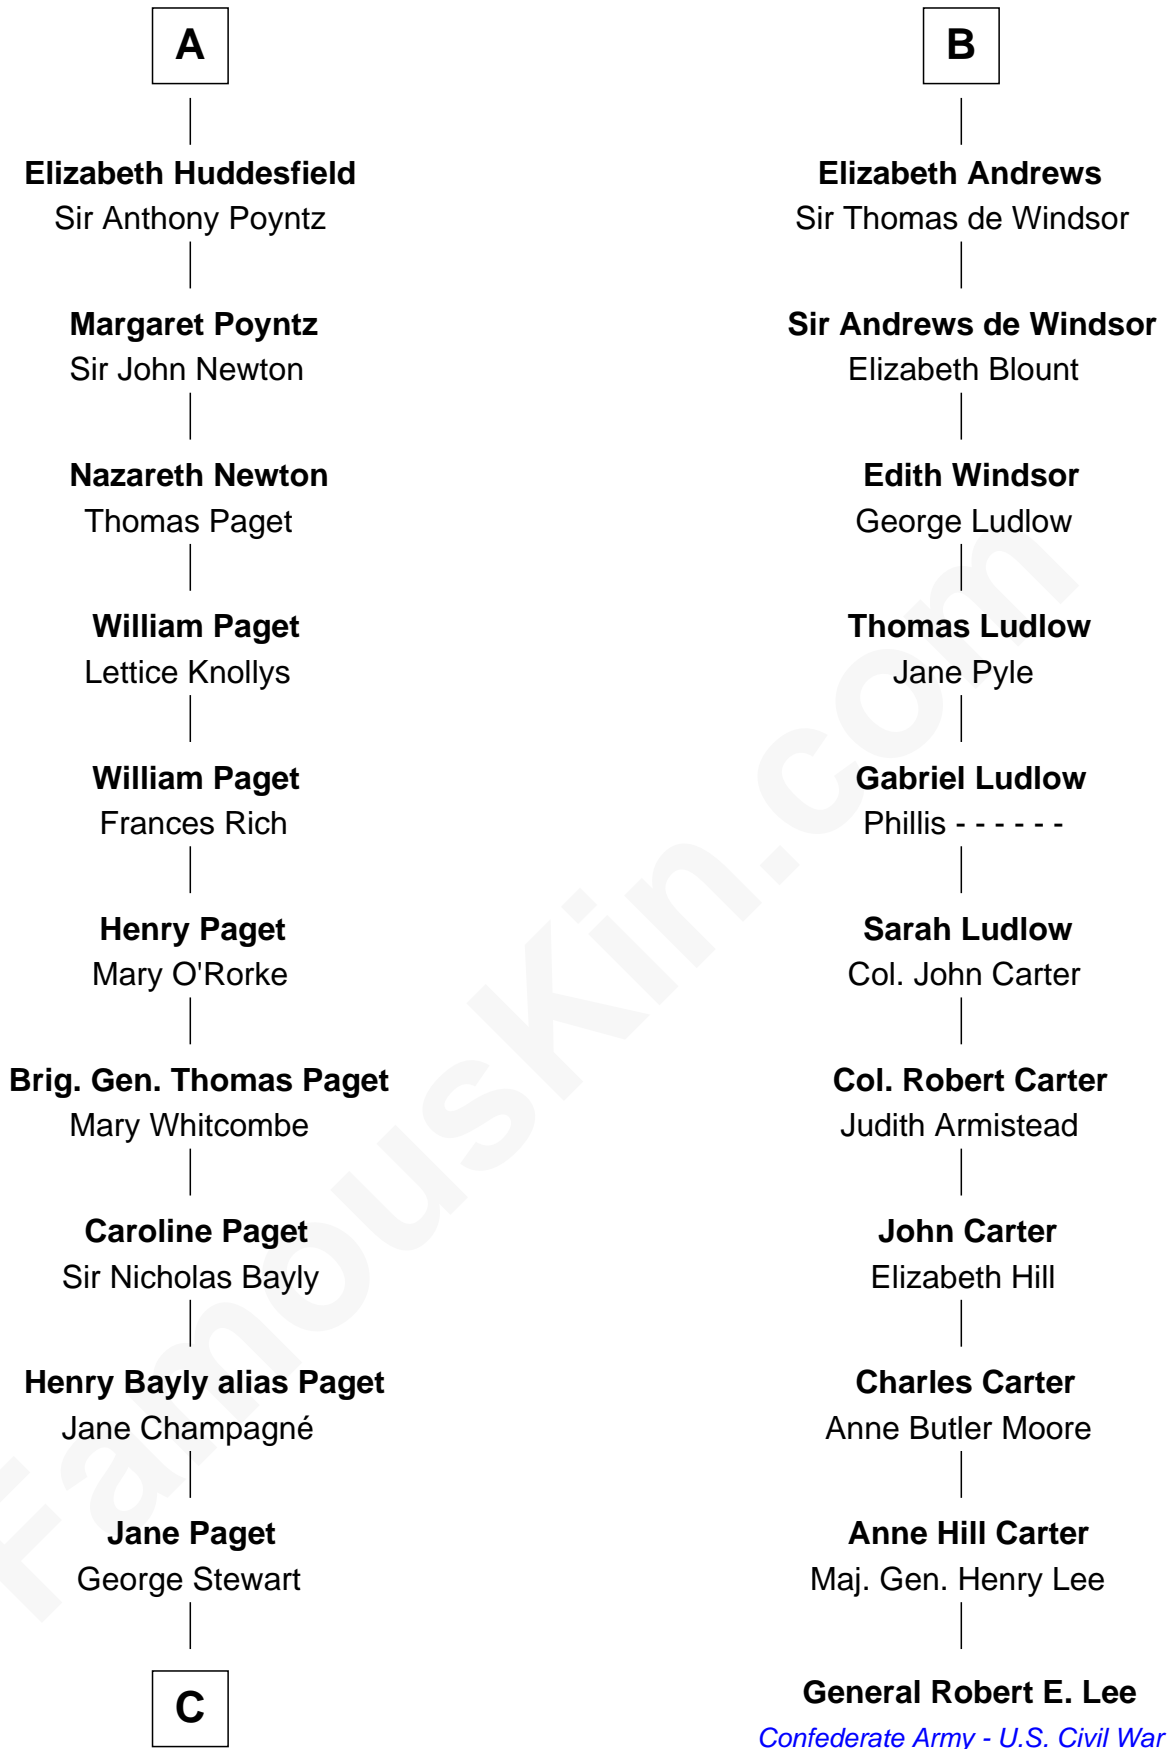 A
Elizabeth Huddesfield
Sir Anthony Poyntz
Margaret Poyntz
Sir John Newton
Nazareth Newton
Thomas Paget
William Paget
Lettice Knollys
William Paget
Frances Rich
Henry Paget
Mary O'Rorke
Brig. Gen. Thomas Paget
Mary Whitcombe
Caroline Paget
Sir Nicholas Bayly
Henry Bayly alias Paget
Jane Champagné
Jane Paget
George Stewart
C
B
Elizabeth Andrews
Sir Thomas de Windsor
Sir Andrews de Windsor
Elizabeth Blount
Edith Windsor
George Ludlow
Thomas Ludlow
Jane Pyle
Gabriel Ludlow
Phillis - - - - - -
Sarah Ludlow
Col. John Carter
Col. Robert Carter
Judith Armistead
John Carter
Elizabeth Hill
Charles Carter
Anne Butler Moore
Anne Hill Carter
Maj. Gen. Henry Lee
General Robert E. Lee
Confederate Army - U.S. Civil War
FamousKin.com